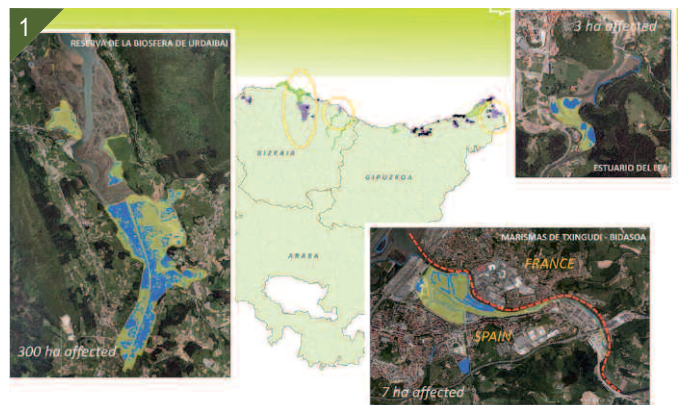 1
RESERVA DE LA BIOSFERA DE URDAIBAI
300 ha affected
BIZKAIA
GIPUZKOA
ARABA
3 ha affected
ESTUARIO DEL LEA
MARISMAS DE TXINGUDI - BIDASOA
FRANCE
SPAIN
7 ha affected